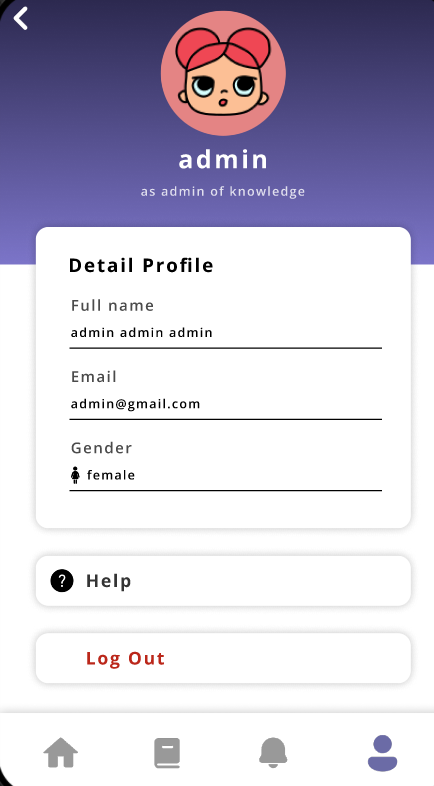 admin
as admin of knowledge
Detail Profile
Full name
admin admin admin
Email
admin@gmail.com
Gender
female
Help
Log Out